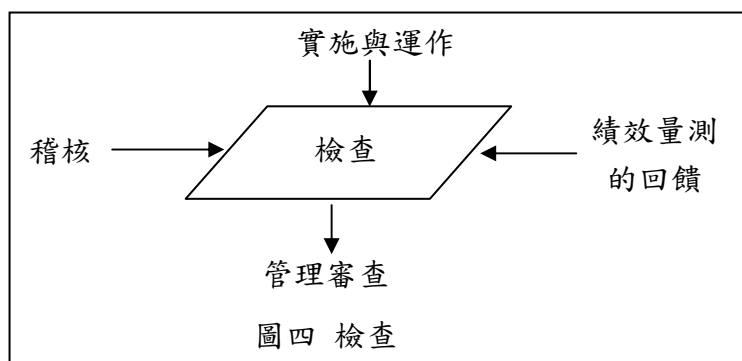 實施與運作
稽核
檢查
績效量測
的回饋
管理審查
圖四 檢查